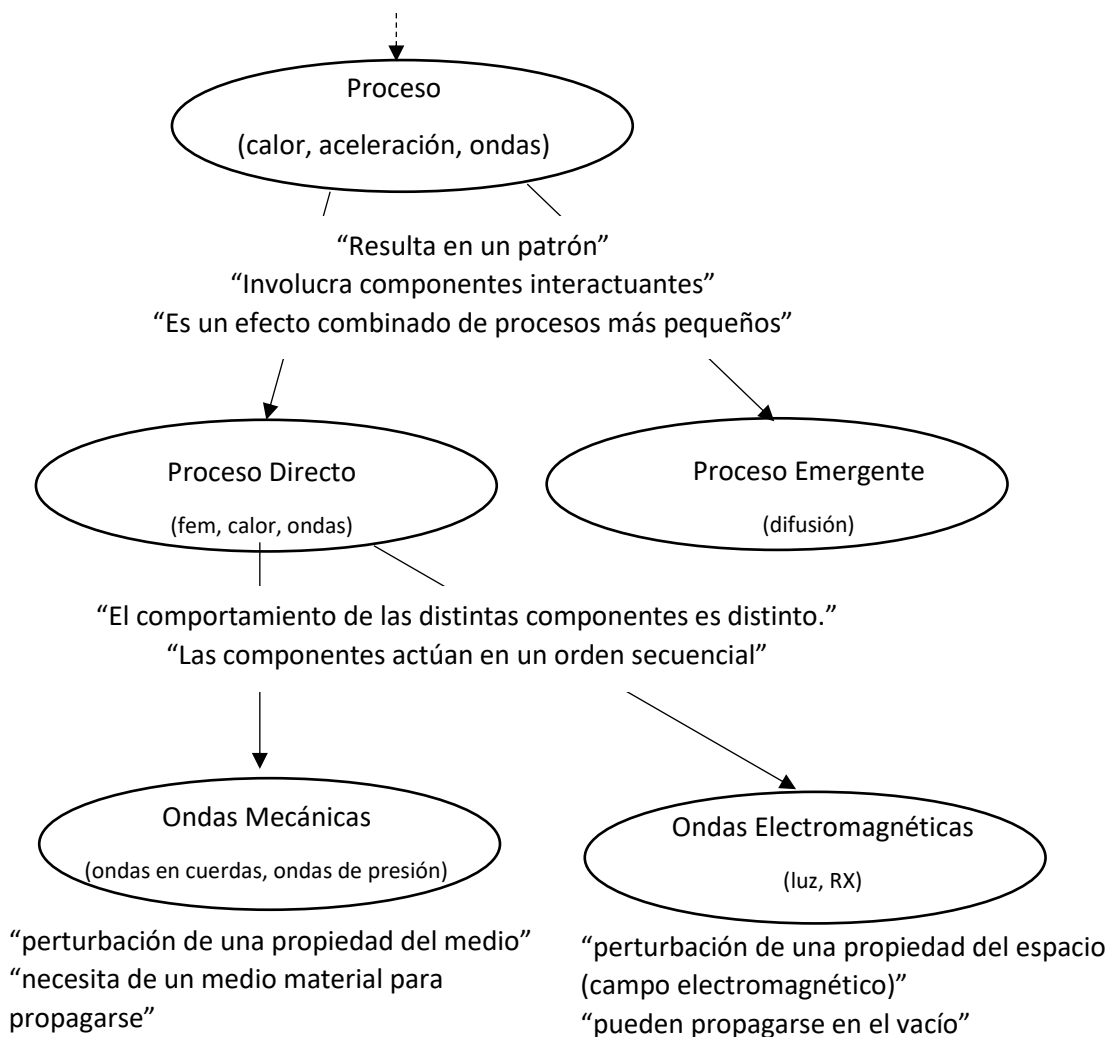 Proceso
(calor, aceleración, ondas)
“Resulta en un patrón”
“Involucra componentes interactuantes”
“Es un efecto combinado de procesos más pequeños”
Proceso Directo
(fem, calor, ondas)
Proceso Emergente
(difusión)
“El comportamiento de las distintas componentes es distinto.”
“Las componentes actúan en un orden secuencial”
Ondas Mecánicas
(ondas en cuerdas, ondas de presión)
Ondas Electromagnéticas
(luz, RX)
“perturbación de una propiedad del medio”
“necesita de un medio material para
propagarse”
“perturbación de una propiedad del espacio
(campo electromagnético)”
“pueden propagarse en el vacío”